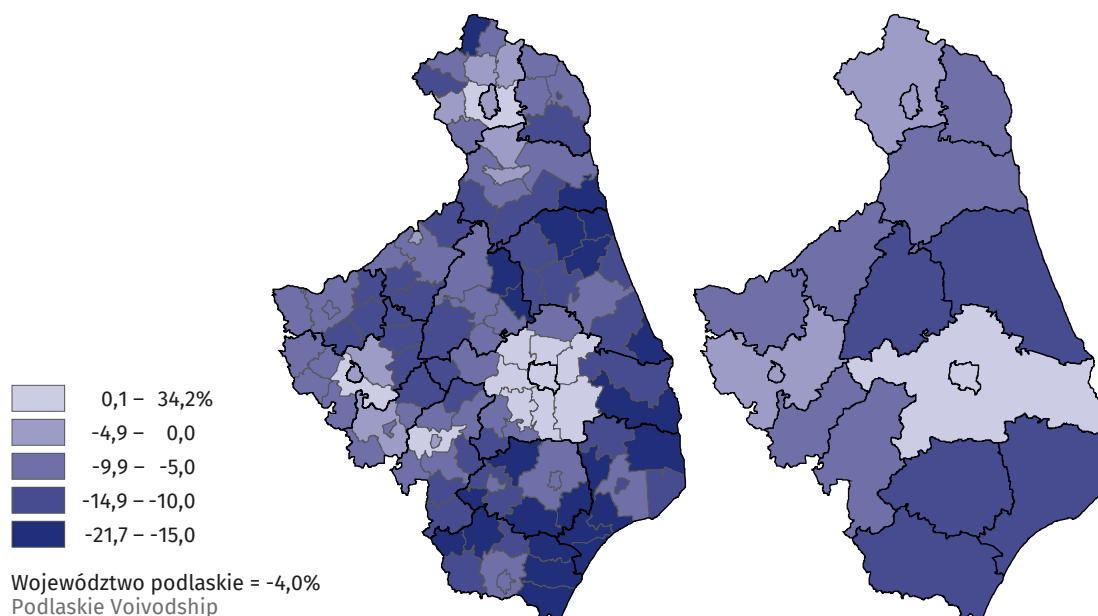 0,1 – 34,2%
-4,9 – 0,0
-9,9 – -5,0
-14,9 – -10,0
-21,7 – -15,0
Województwo podlaskie = -4,0%
Podlaskie Voivodship